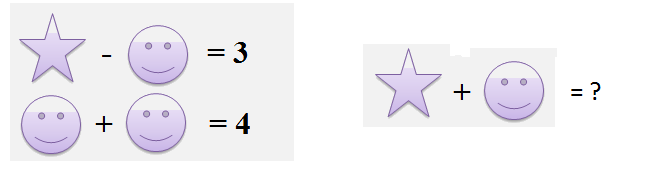 - = 3
+ = 4
+ = ?